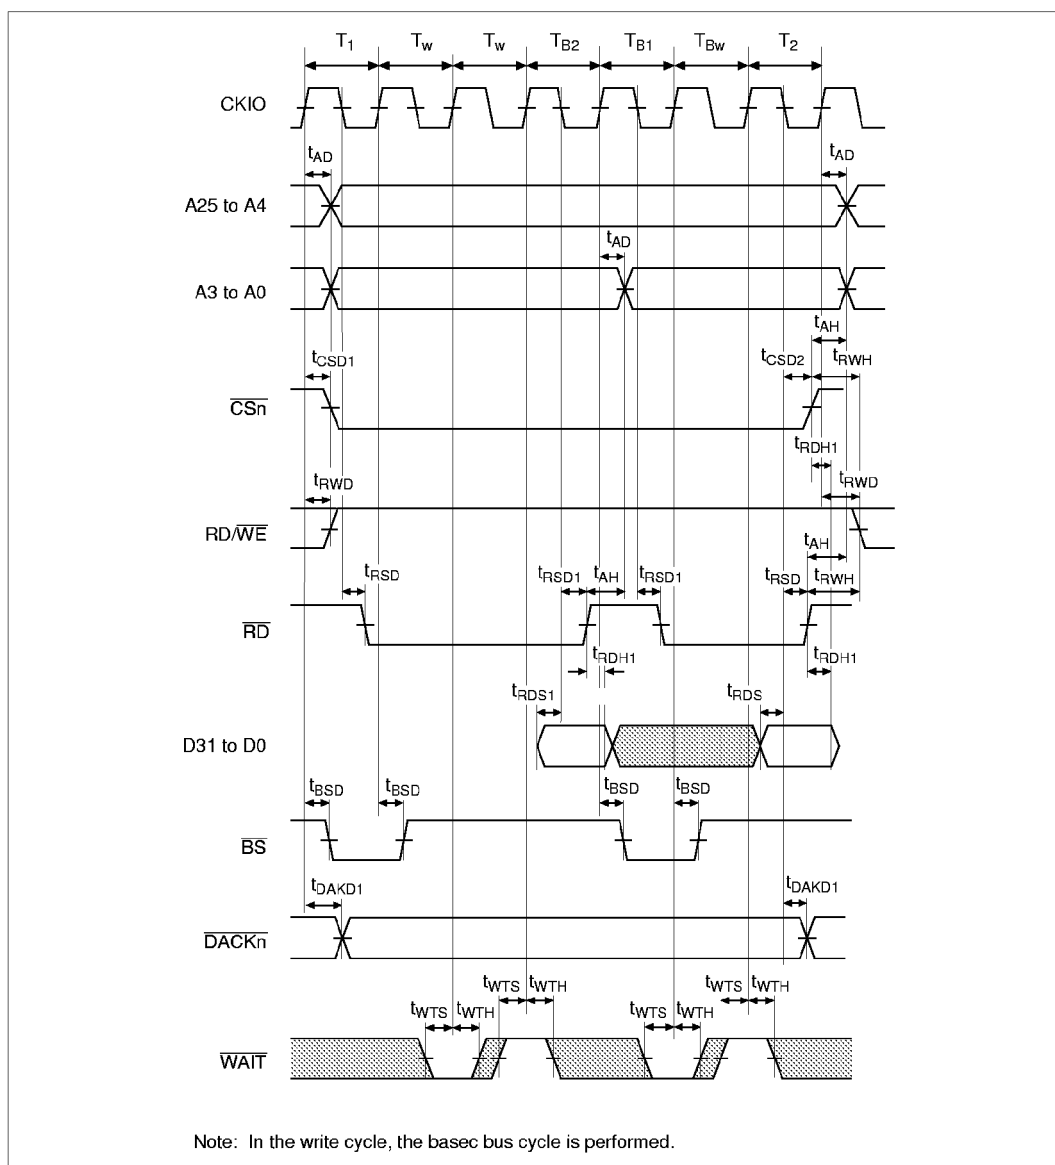 T1 Tw Tw TB2 TB1 TBw T2
CKIO
tAD tAD
A25 to A4
tAD
A3 to A0
tAH
tCSD1 tCSD2 tRWH
CSn
tRDH1
tRWD tRWD
RD/WE
tAH
tRSD tRSD1 tAH tRSD1 tRSD tRWH
RD
tRDH1 tRDH1
tRDS1 tRDS
D31 to D0
tBSD tBSD tBSD tBSD
BS
tDAKD1 tDAKD1
DACKn
tWTS tWTH tWTS tWTH
tWTS tWTH tWTS tWTH
WAIT
Note: In the write cycle, the basec bus cycle is performed.